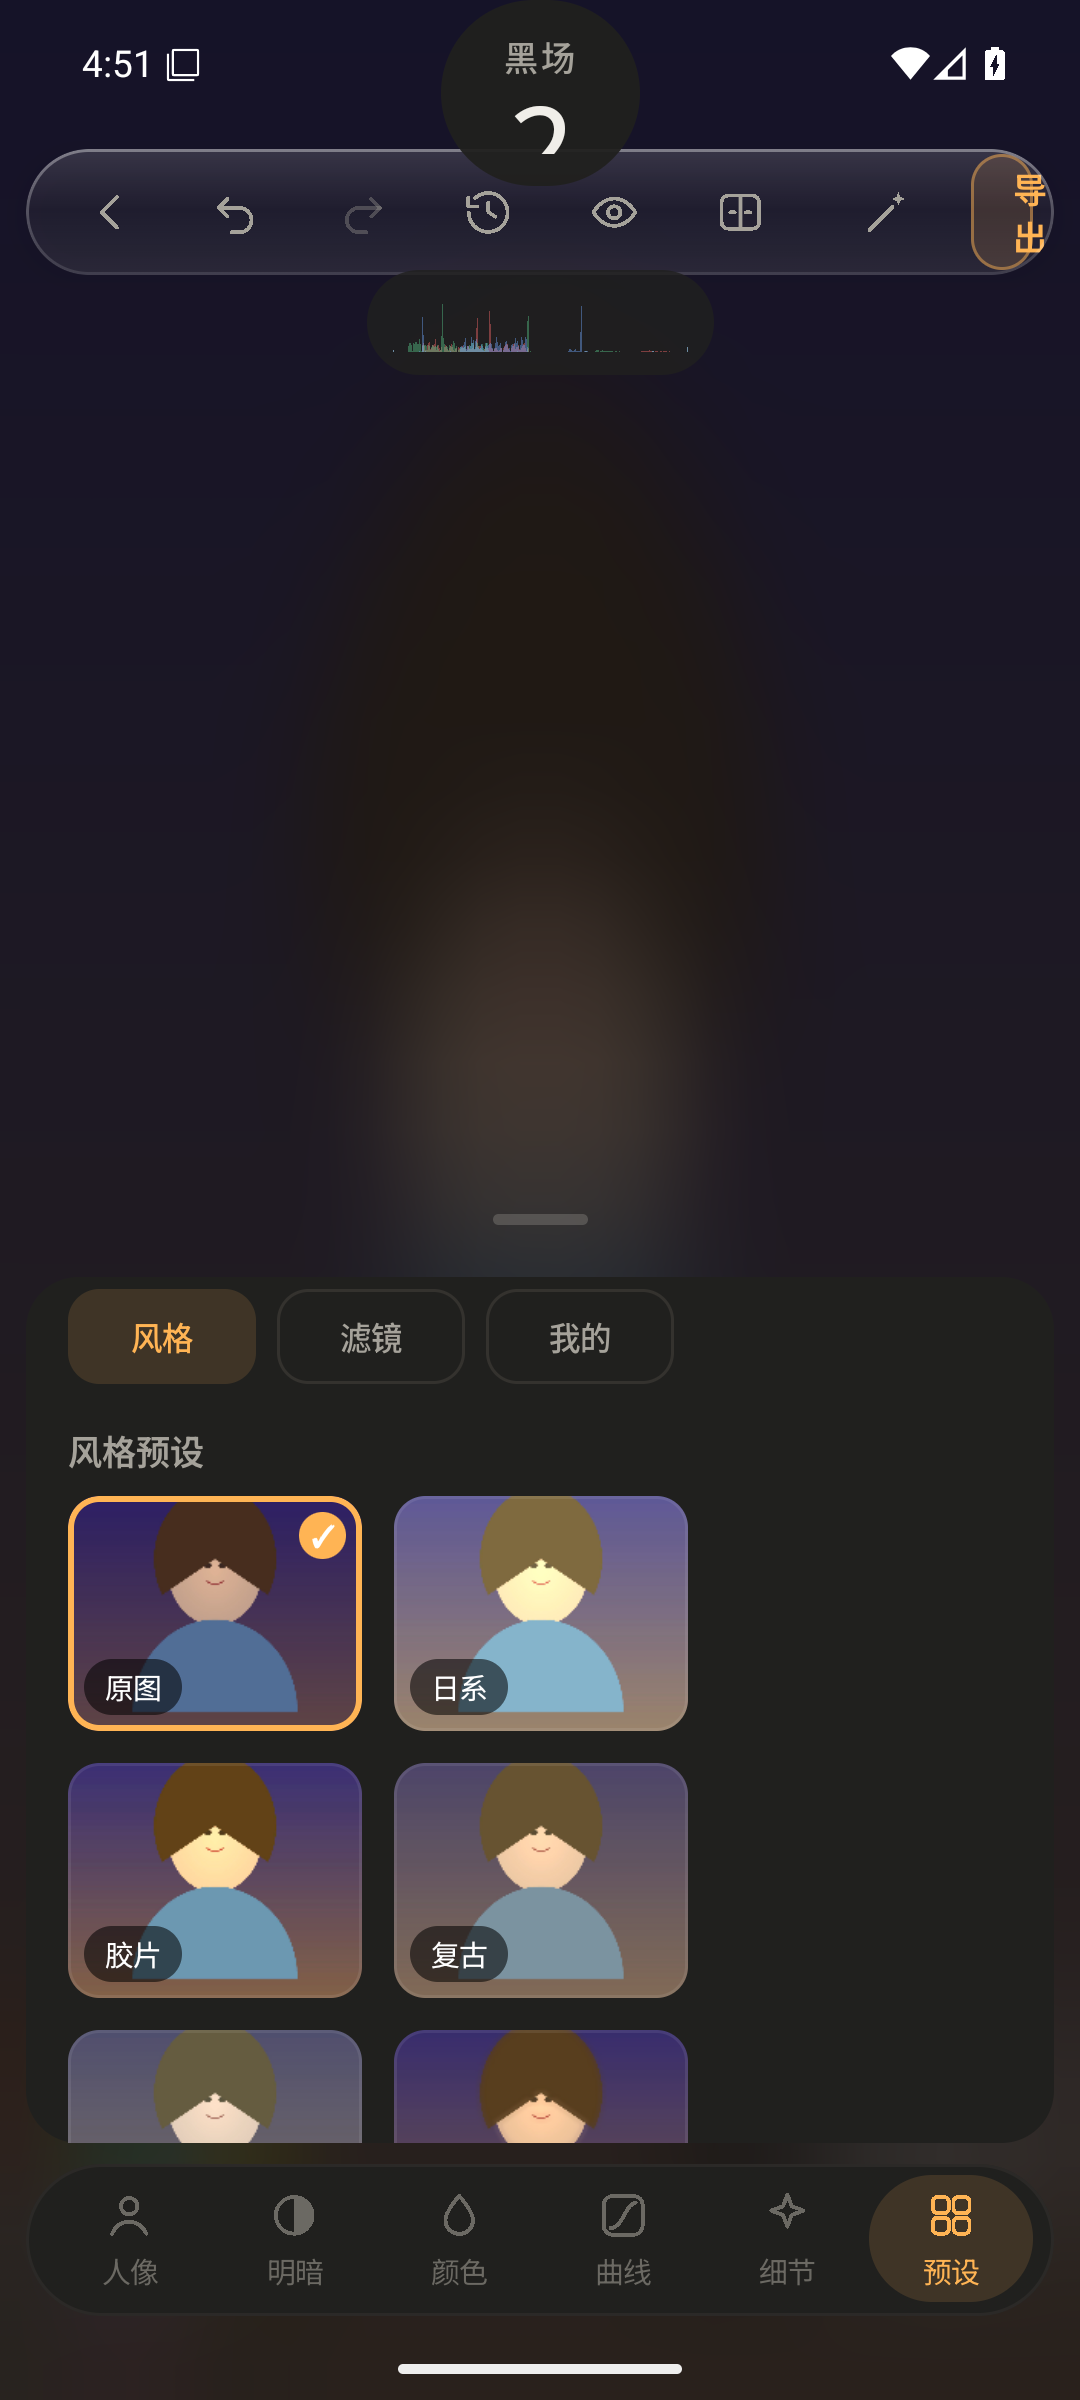 4:51
黑场
2
导
出
风格
滤镜
我的
风格预设
原图
日系
胶片
复古
人像
明暗
颜色
曲线
细节
预设